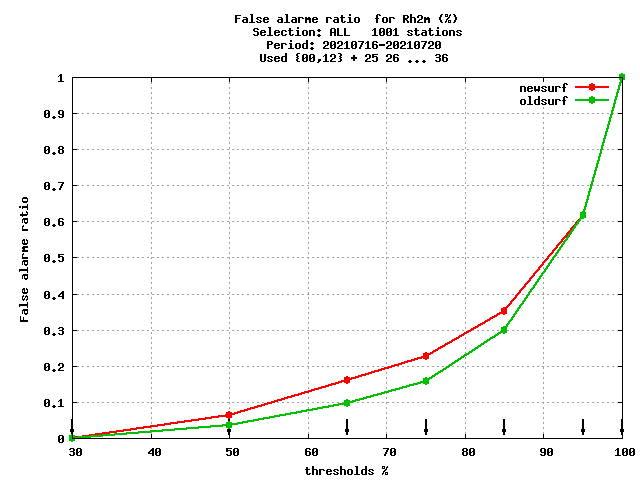 False alarme ratio  for Rh2m (%)
Selection: ALL   1001 stations
Period: 20210716-20210720
Used {00,12} + 25 26 ... 36
newsurf
oldsurf
1
0.9
0.8
0.7
0.6
0.5
0.4
0.3
0.2
0.1
0
False alarme ratio
30 40 50 60 70 80 90 100
thresholds %